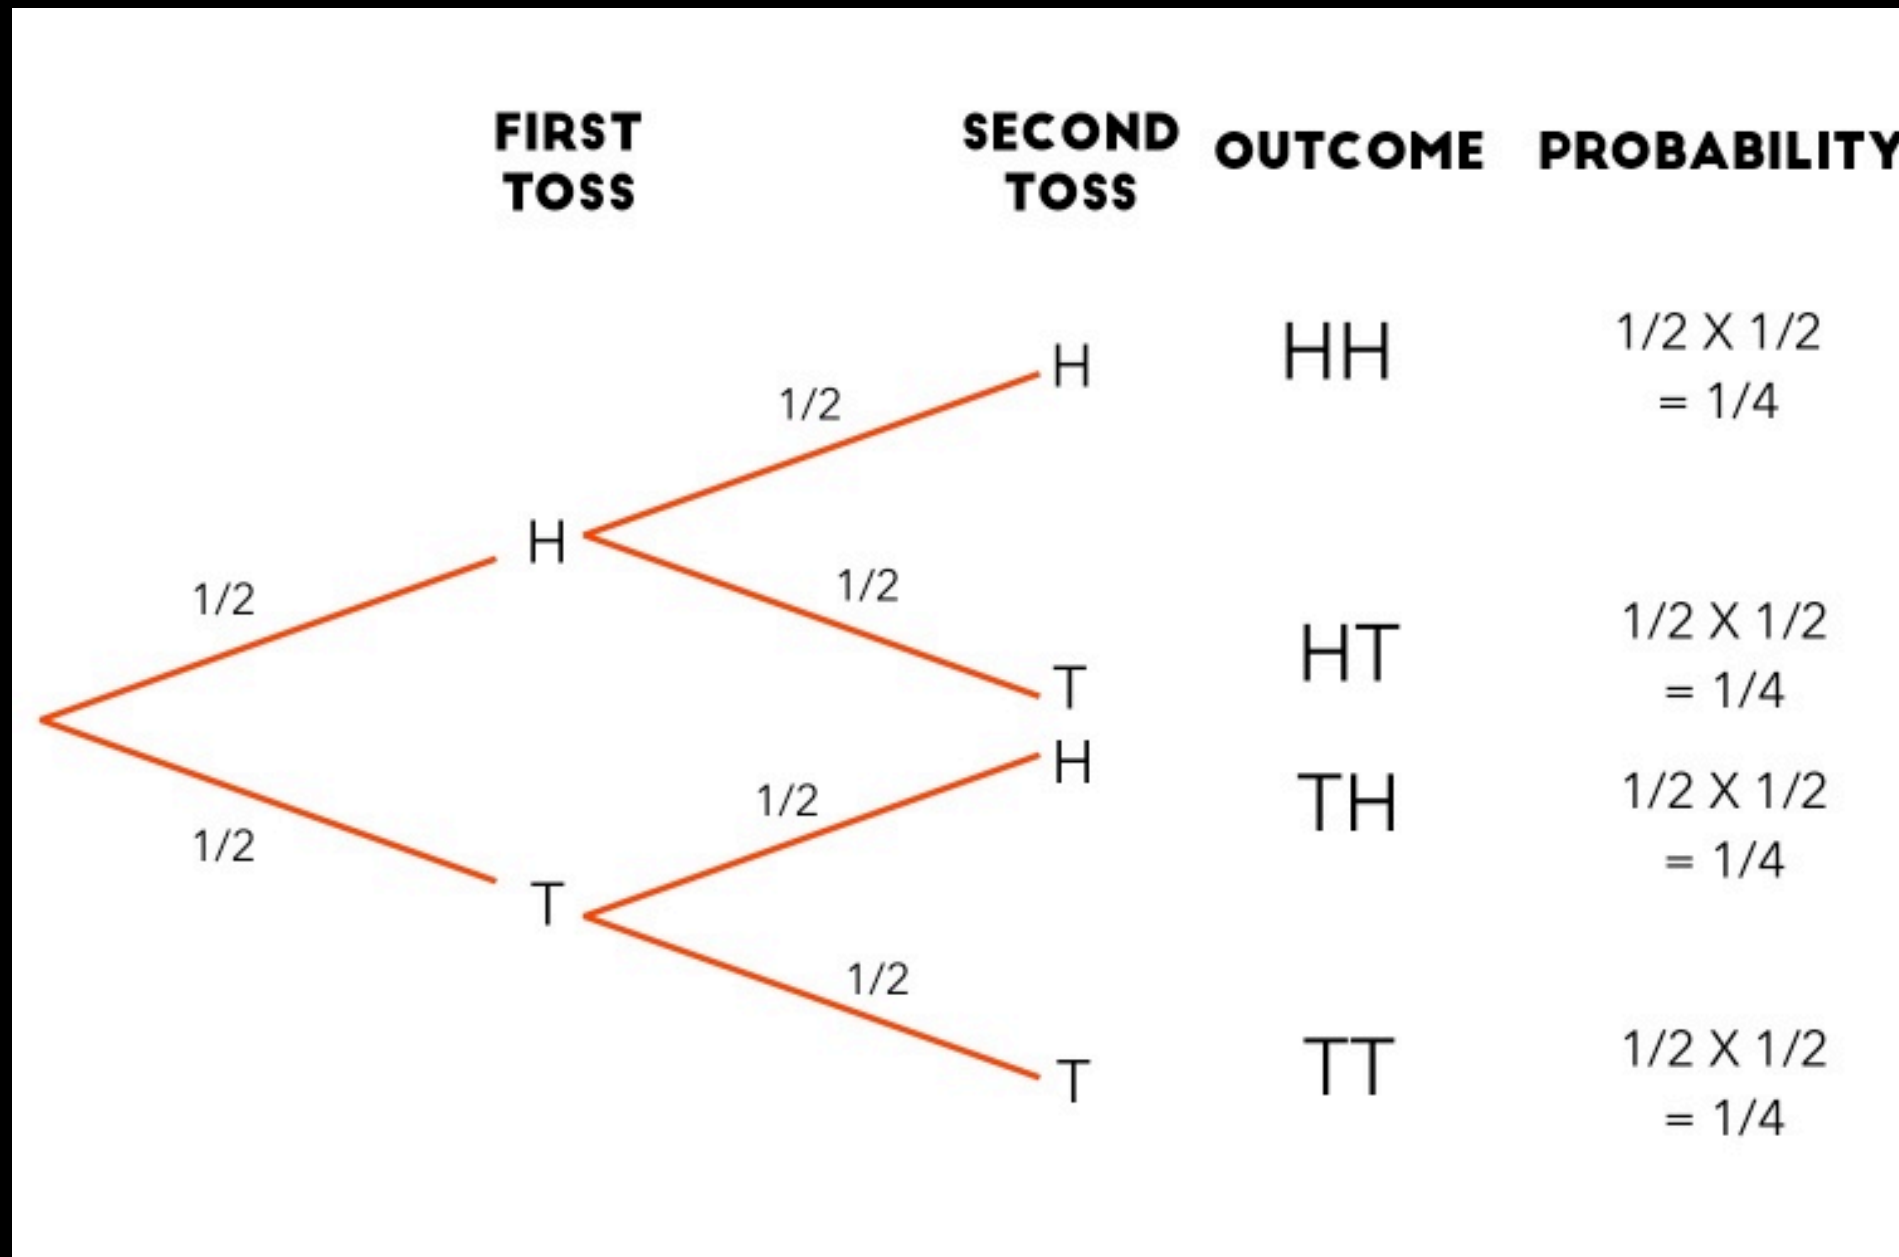 FIRST
TOSS
SECOND
TOSS
OUTCOME
PROBABILITY
H
HH
1/2 X 1/2
= 1/4
1/2
H
1/2
1/2
T
HT
1/2 X 1/2
= 1/4
H
TH
1/2 X 1/2
= 1/4
1/2
1/2
T
1/2
T
TT
1/2 X 1/2
= 1/4